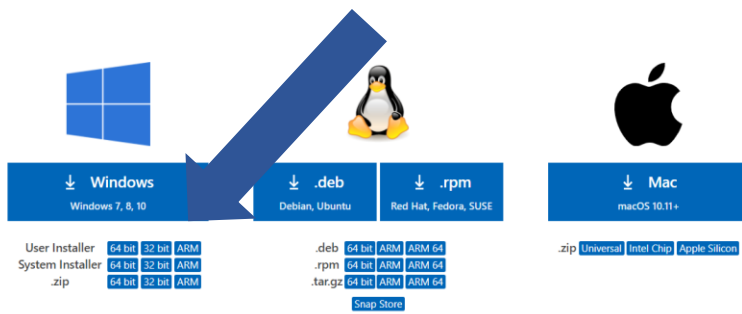 Windows
Windows 7, 8, 10
User Installer 64 bit 32 bit ARM
System Installer 64 bit 32 bit ARM
.zip 64 bit 32 bit ARM
.deb
Debian, Ubuntu
.rpm
Red Hat, Fedora, SUSE
.deb 64 bit ARM ARM 64
.rpm 64 bit ARM ARM 64
.tar.gz 64 bit ARM ARM 64
Snap Store
Mac
macOS 10.11+
.zip Universal Intel Chip Apple Silicon